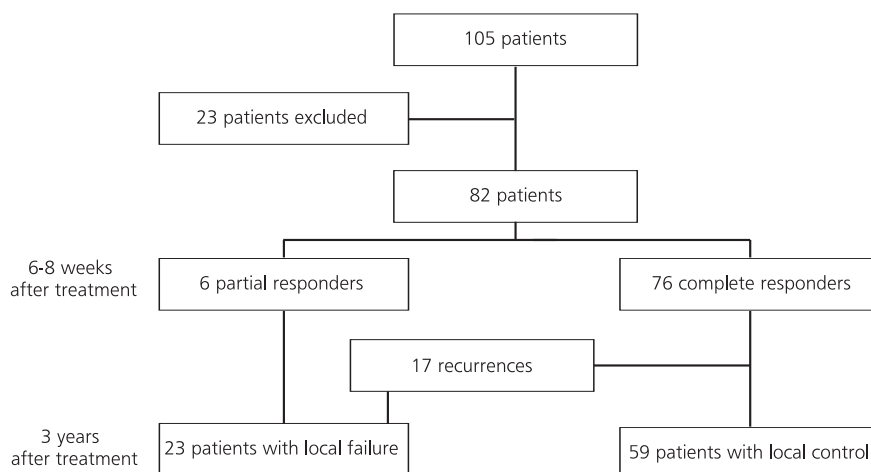 105 patients
23 patients excluded
82 patients
6-8 weeks
after treatment
6 partial responders
76 complete responders
17 recurrences
3 years
after treatment
23 patients with local failure
59 patients with local control